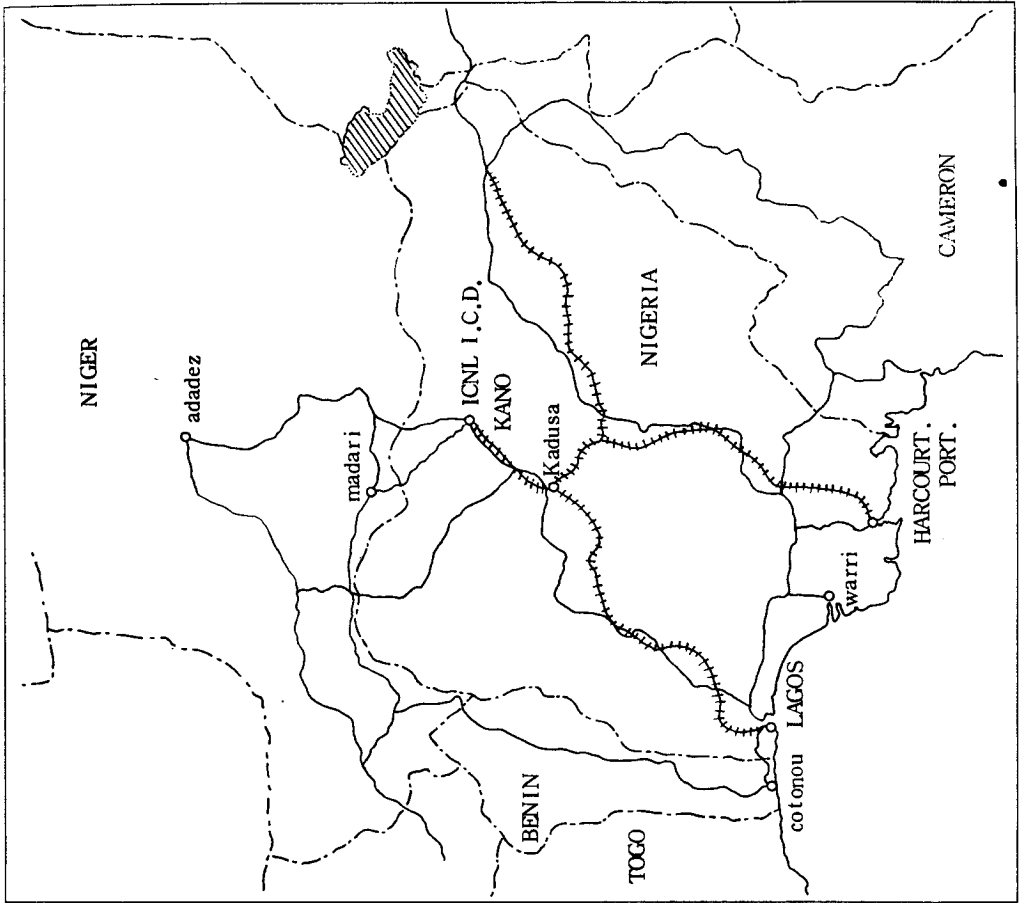 NIGER
adadez
madari
ICNL I.C.D.
KANO
Kadusa
NIGERIA
CAMERON
BENIN
TOGO
cotonou
LAGOS
warri
HARCOURT.
PORT.